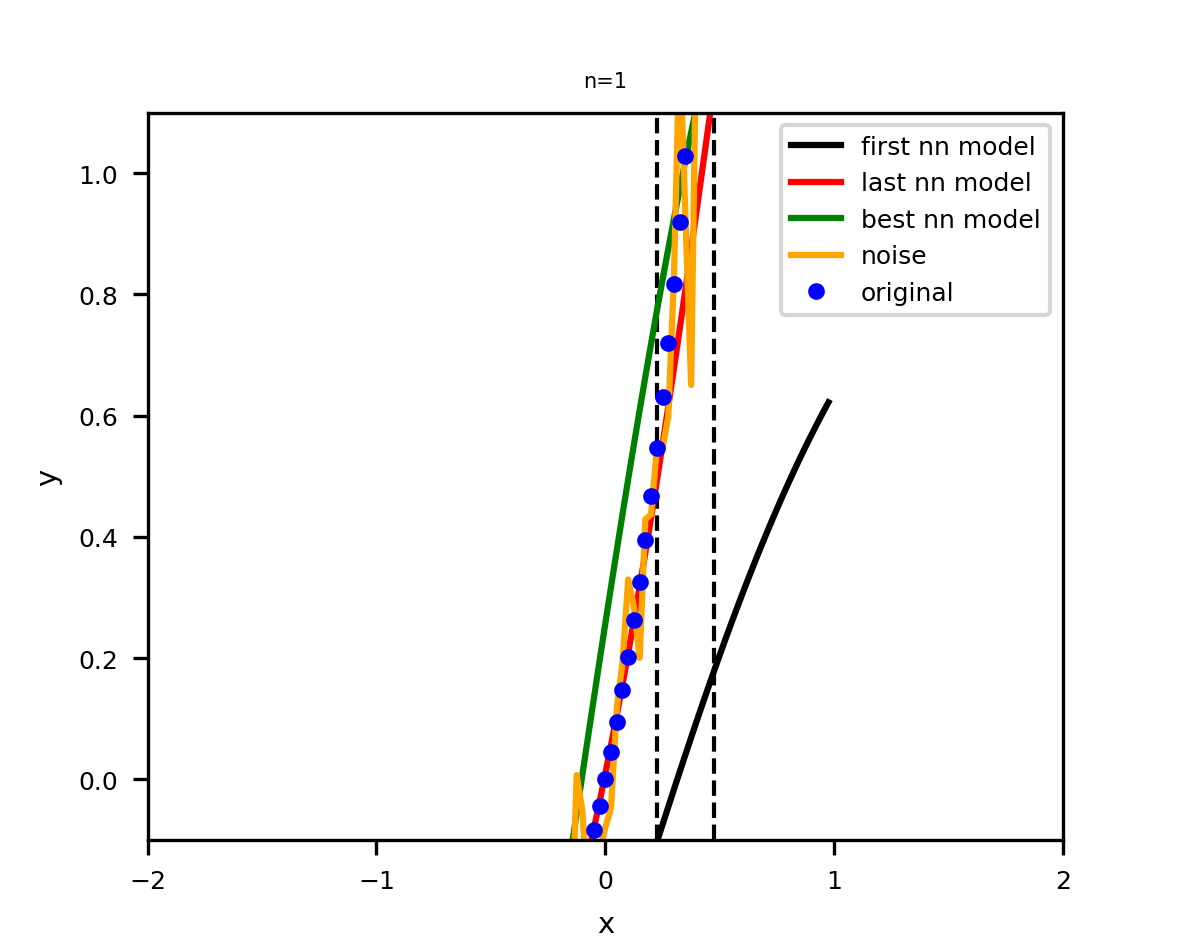 n=1
first nn model
last nn model
best nn model
noise
original
1.0
0.8
0.6
0.4
0.2
0.0
y
−2
−1
0
1
2
x